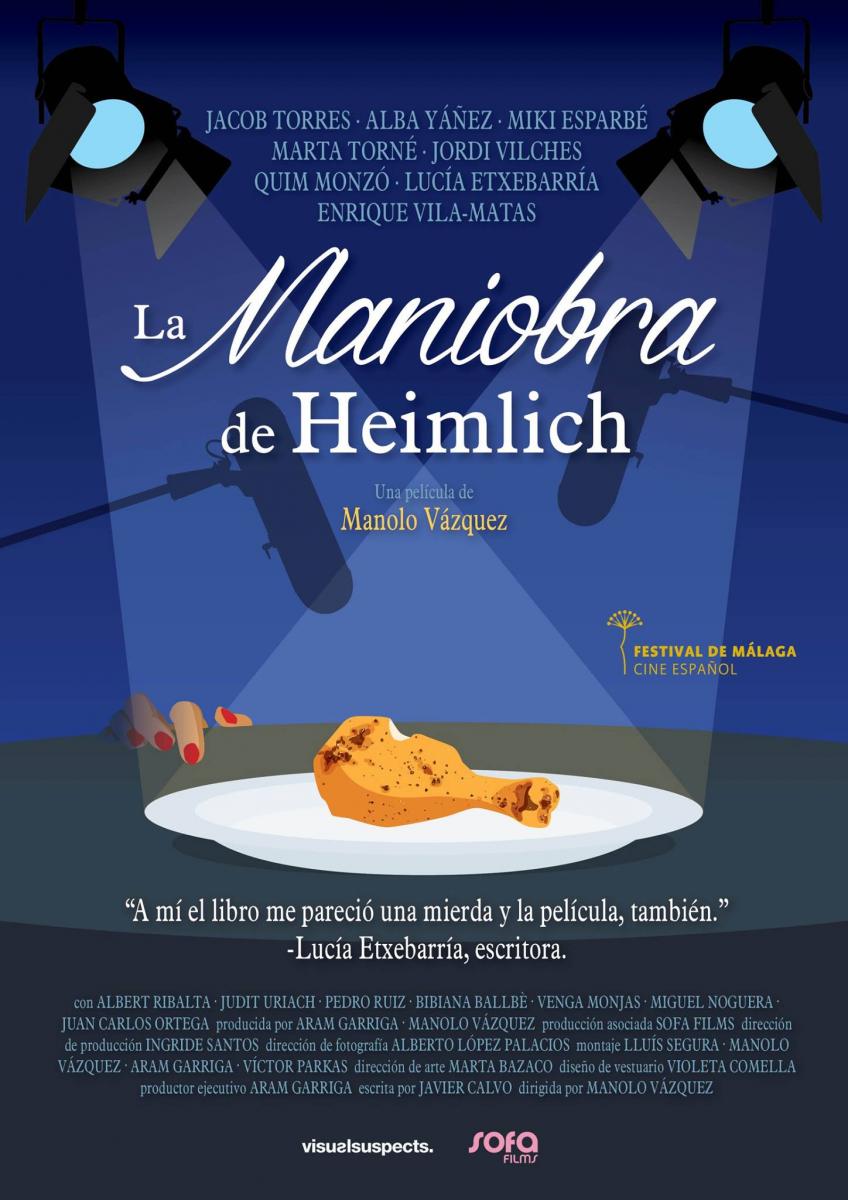 JACOB TORRES · ALBA YÁÑEZ · MIKI ESPARBÉ
MARTA TORNÉ · JORDI VILCHES
QUIM MONZÓ · LUCÍA ETXEBARRÍA
ENRIQUE VILA-MATAS
La Maniobra
de Heimlich
Una película de
Manolo Vázquez
FESTIVAL DE MÁLAGA
CINE ESPAÑOL
“A mí el libro me pareció una mierda y la película, también.”
-Lucía Etxebarría, escritora.
con ALBERT RIBALTA · JUDIT URIACH · PEDRO RUIZ · BIBIANA BALLBÈ · VENGA MONJAS · MIGUEL NOGUERA ·
JUAN CARLOS ORTEGA producida por ARAM GARRIGA · MANOLO VÁZQUEZ producción asociada SOFA FILMS dirección
de producción INGRIDE SANTOS dirección de fotografía ALBERTO LÓPEZ PALACIOS montaje LLUÍS SEGURA · MANOLO
VÁZQUEZ · ARAM GARRIGA · VÍCTOR PARKAS dirección de arte MARTA BAZACO diseño de vestuario VIOLETA COMELLA
productor ejecutivo ARAM GARRIGA escrita por JAVIER CALVO dirigida por MANOLO VÁZQUEZ
visualsuspects.
sofa
FILMS